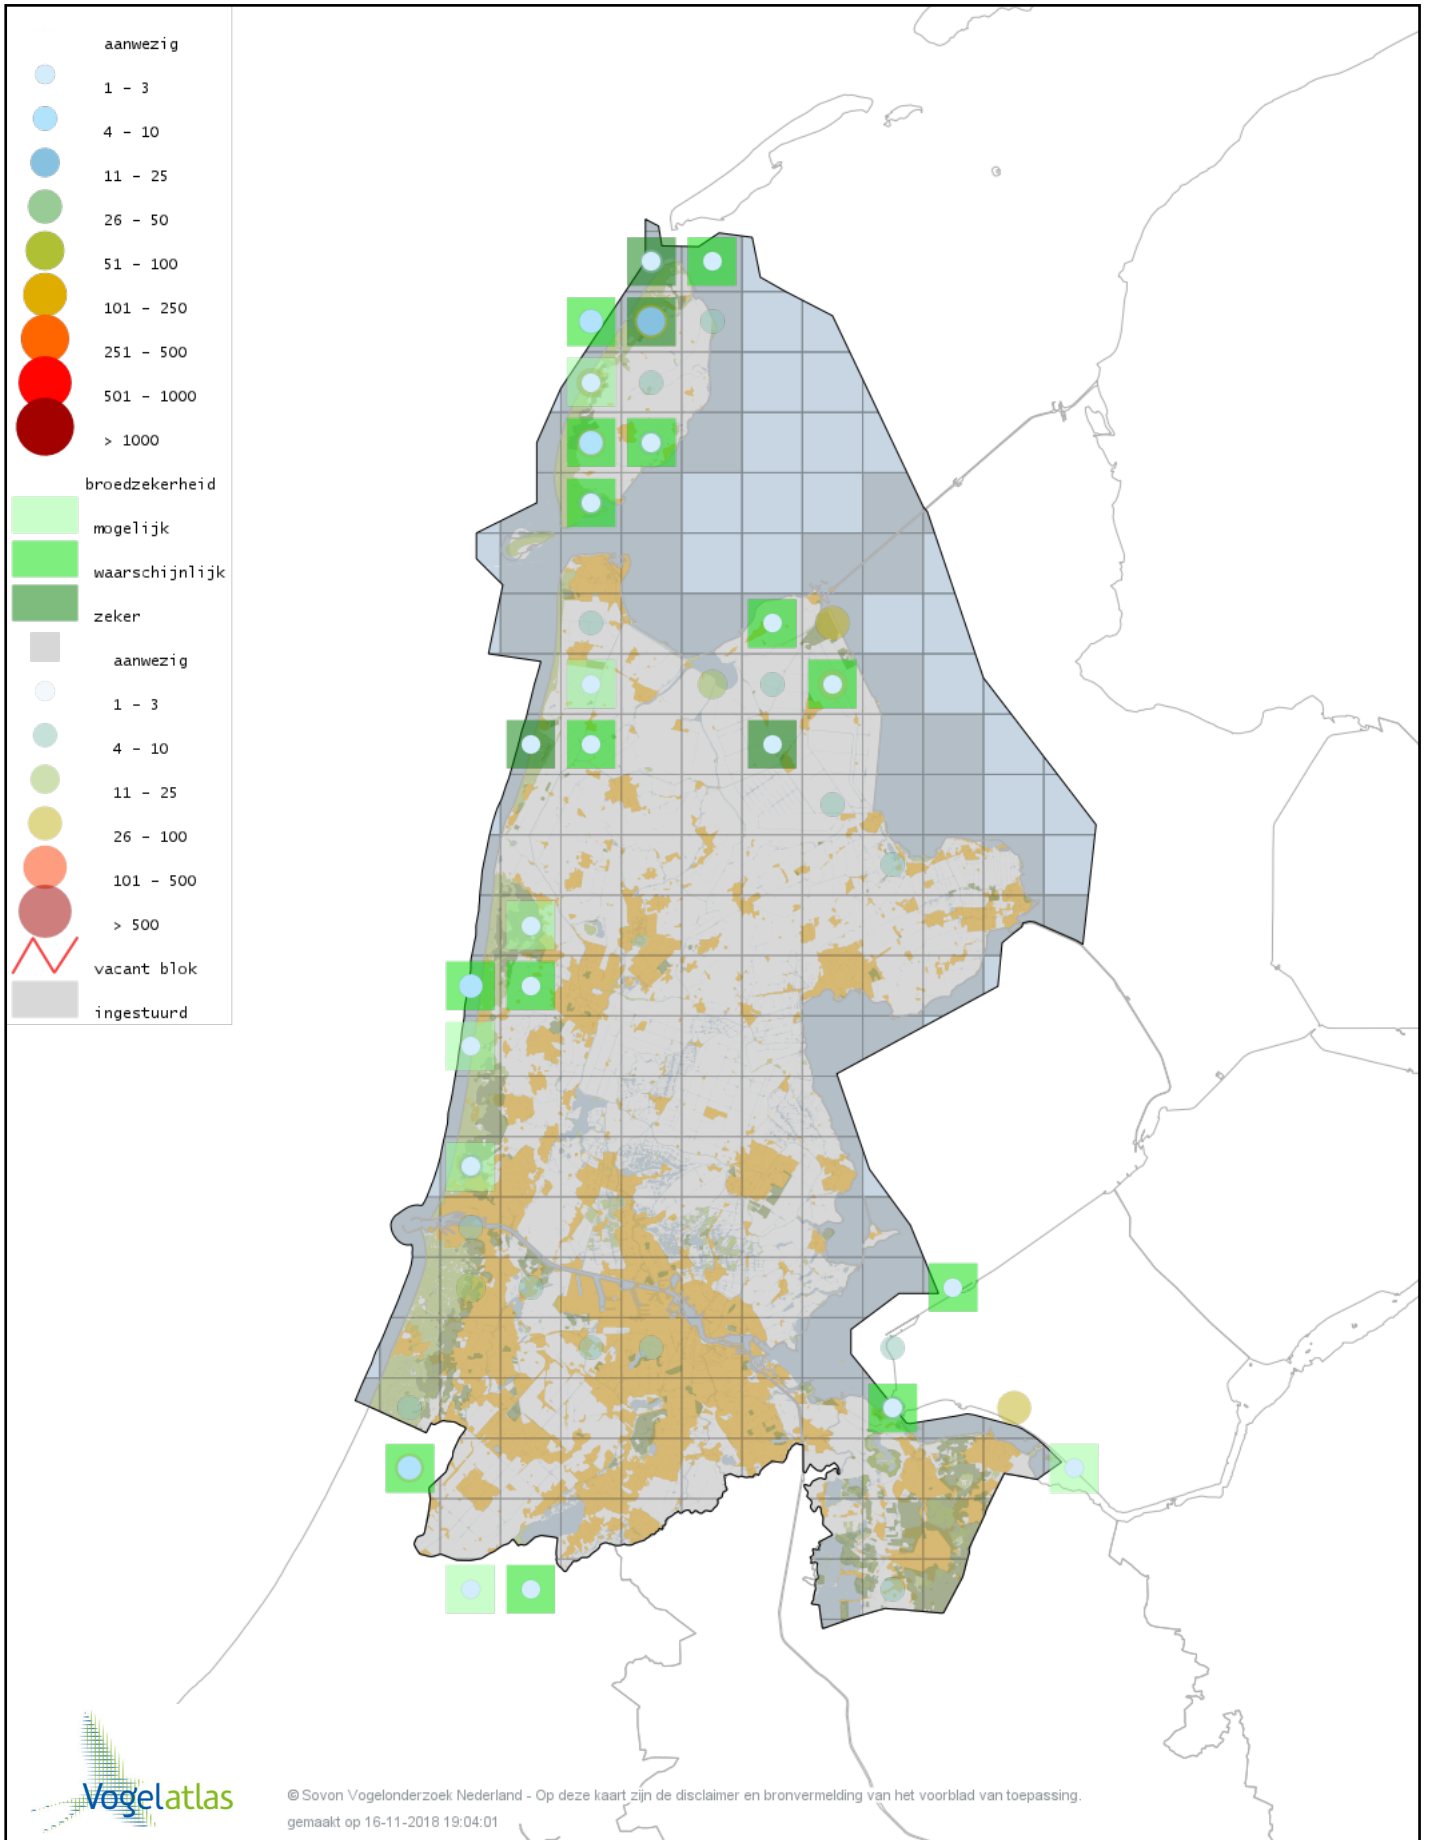 aanwezig
1 - 3
4 - 10
11 - 25
26 - 50
51 - 100
101 - 250
251 - 500
501 - 1000
> 1000
broedzekerheid
mogelijk
waarschijnlijk
zeker
aanwezig
1 - 3
4 - 10
11 - 25
26 - 100
101 - 500
> 500
vacant blok
ingestuurd
Vogelatlas
© Sovon Vogelonderzoek Nederland - Op deze kaart zijn de disclaimer en bronvermelding van het voorblad van toepassing.
gemaakt op 16-11-2018 19:04:01